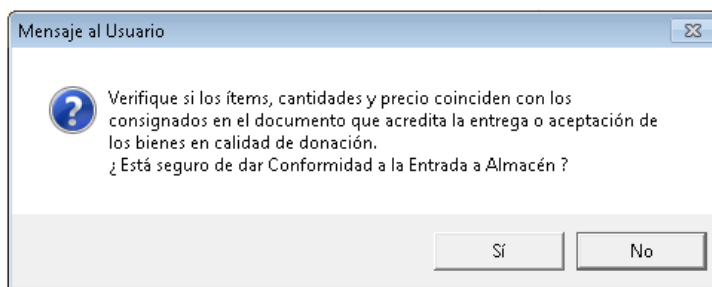 Mensaje al Usuario
Verifique si los ítems, cantidades y precio coinciden con los
consignados en el documento que acredita la entrega o aceptación de
los bienes en calidad de donación.
¿ Está seguro de dar Conformidad a la Entrada a Almacén ?
Sí
No